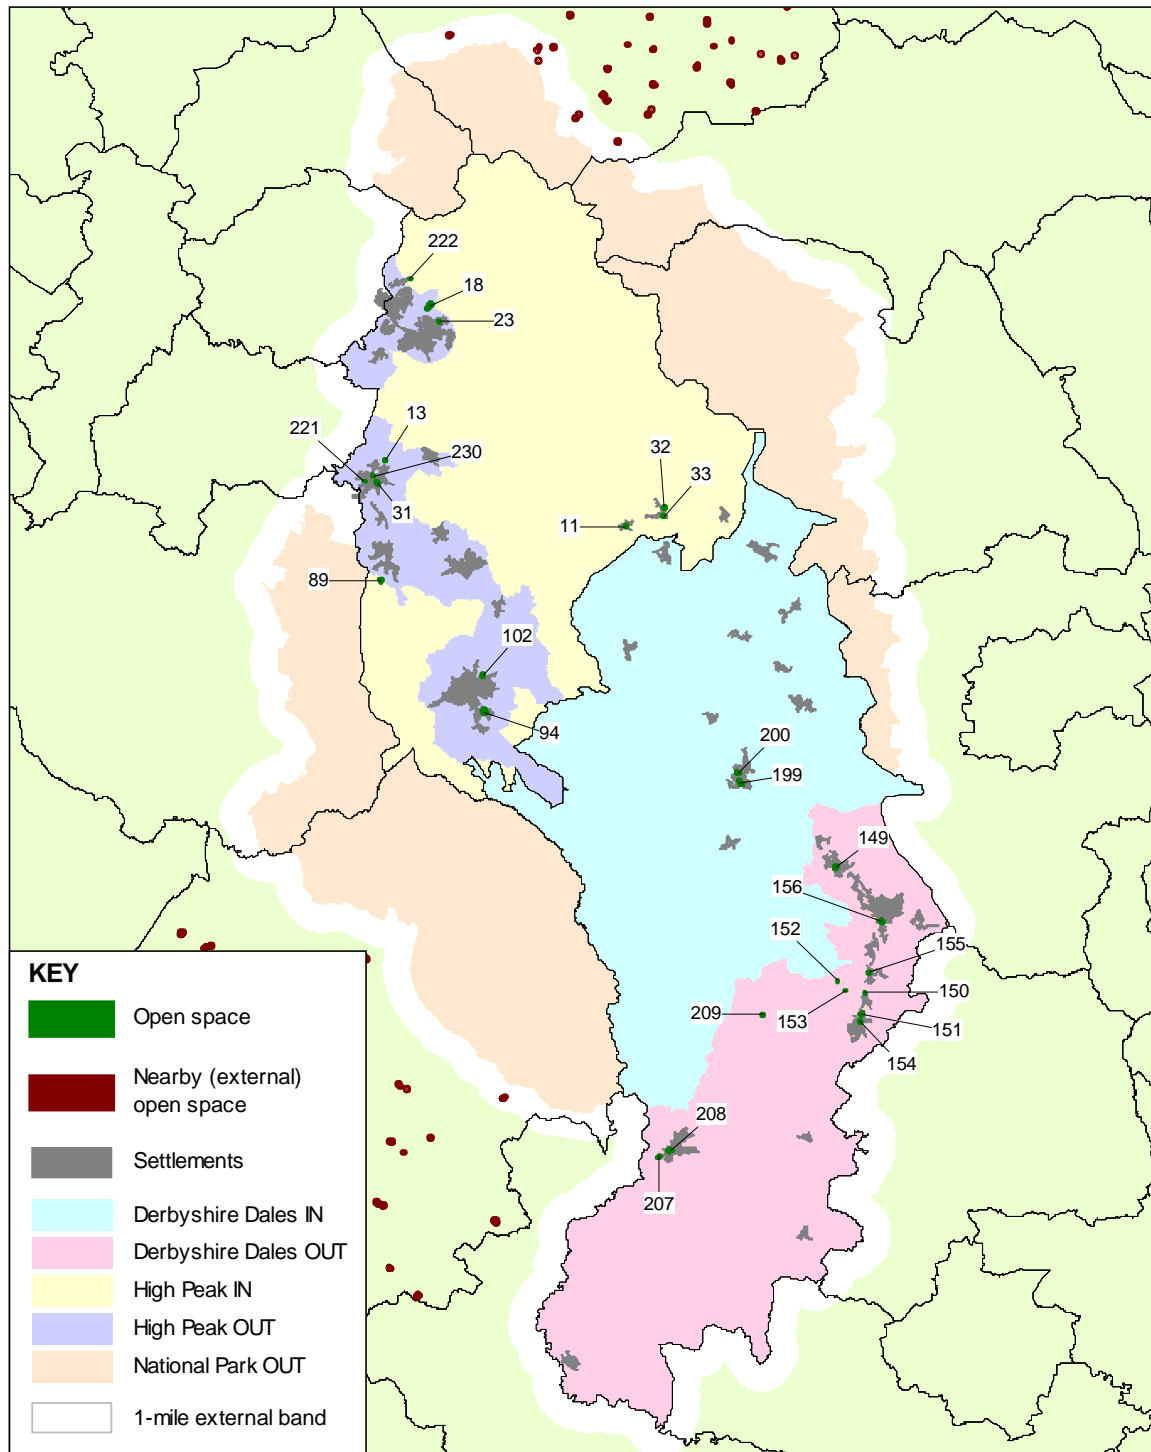 222
18
23
13
221
230
32
33
31
11
89
102
94
200
199
149
156
152
155
150
209
153
151
154
208
207
KEY
Open space
Nearby (external)
open space
Settlements
Derbyshire Dales IN
Derbyshire Dales OUT
High Peak IN
High Peak OUT
National Park OUT
1-mile external band